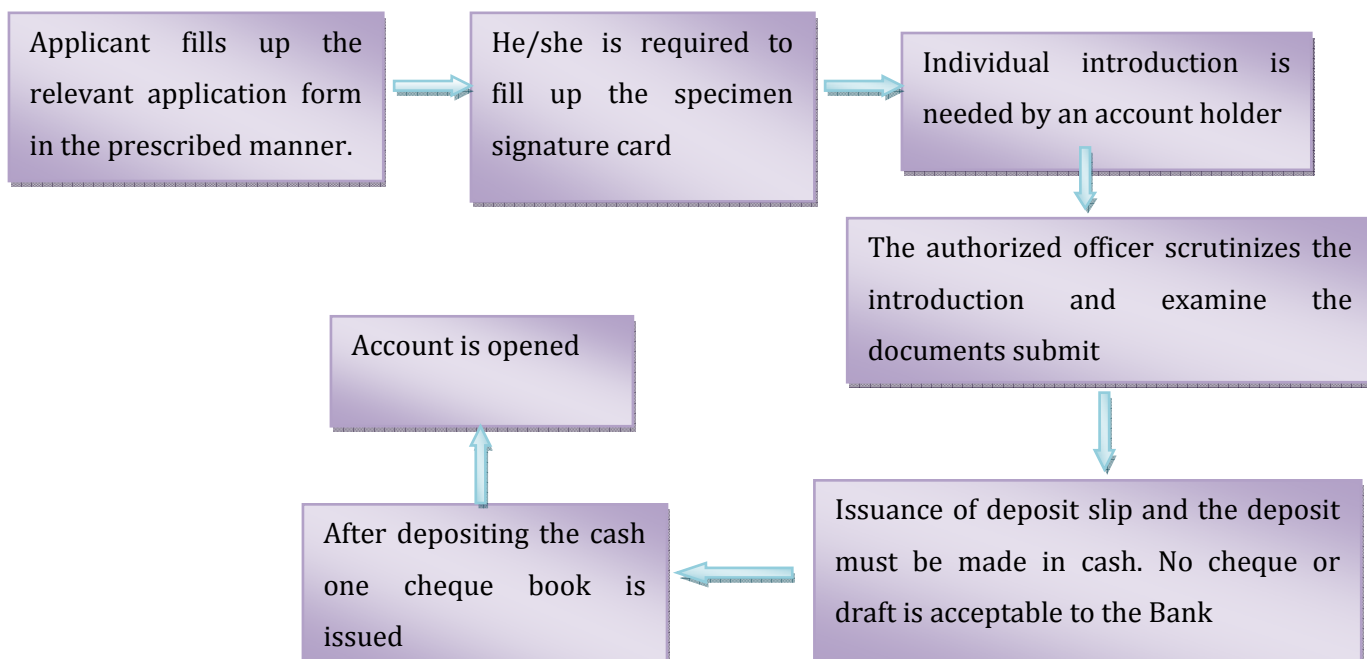 Applicant fills up the
relevant application form
in the prescribed manner.
He/she is required to
fill up the specimen
signature card
Individual introduction is
needed by an account holder
The authorized officer scrutinizes the
introduction and examine the
documents submit
Issuance of deposit slip and the deposit
must be made in cash. No cheque or
draft is acceptable to the Bank
After depositing the cash
one cheque book is
issued
Account is opened